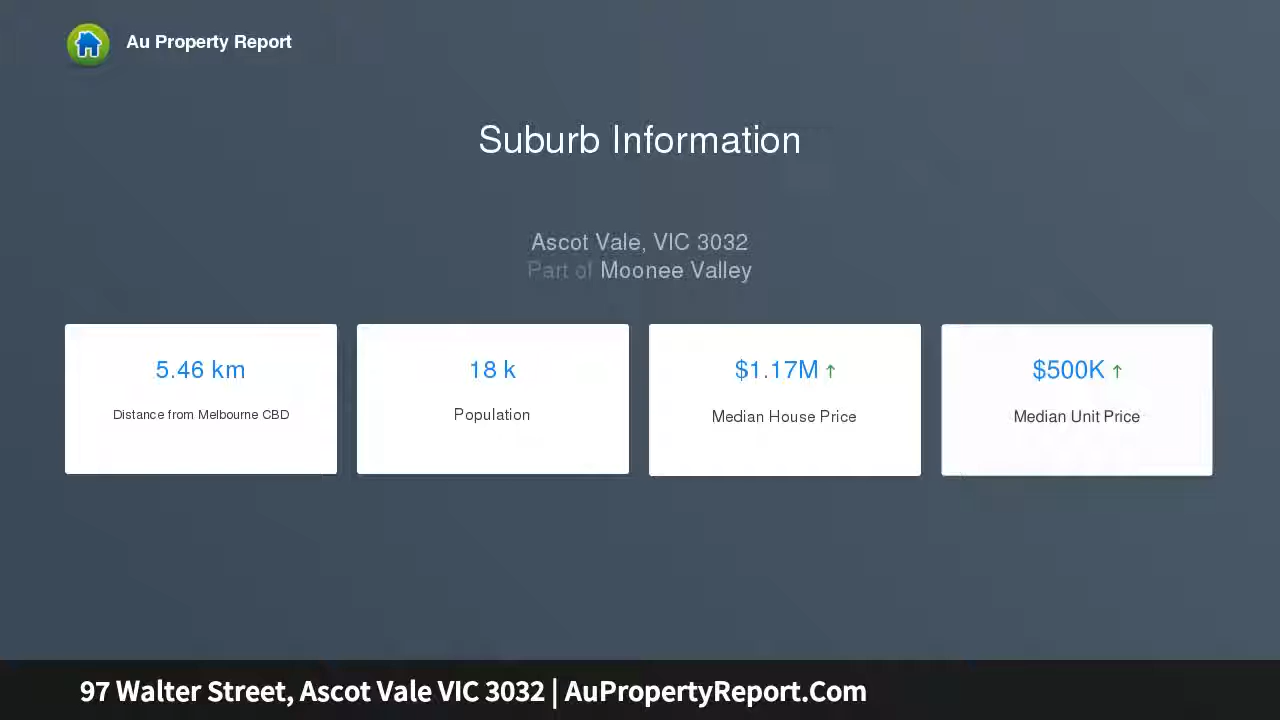 Au Property Report
Suburb Information
Ascot Vale, VIC 3032
Part of Moonee Valley
5.46 km
Distance from Melbourne CBD
18 k
Population
$1.17M ↑
Median House Price
$500K ↑
Median Unit Price
97 Walter Street, Ascot Vale VIC 3032 | AuPropertyReport.Com